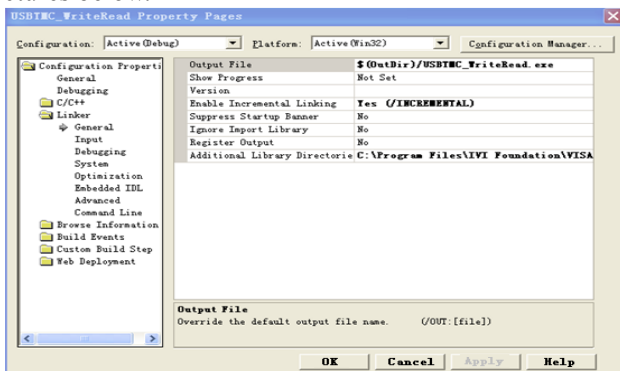 USBTMC_WriteRead Property Pages
Configuration: Active(Debug) Platform: Active(Win32) Configuration Manager...
Configuration Properti
General
Debugging
C/C++
Linker
General
Input
Debugging
System
Optimization
Embedded IDL
Advanced
Command Line
Browse Information
Build Events
Custom Build Step
Web Deployment
Output File $(OutDir)/USBTMC_WriteRead.exe
Show Progress Not Set
Version
Enable Incremental Linking Yes (/INCREMENTAL)
Suppress Startup Banner No
Ignore Import Library No
Register Output No
Additional Library Directorie C:\Program Files\IVI Foundation\VISA
Output File
Override the default output file name. (/OUT:[file])
OK Cancel Apply Help